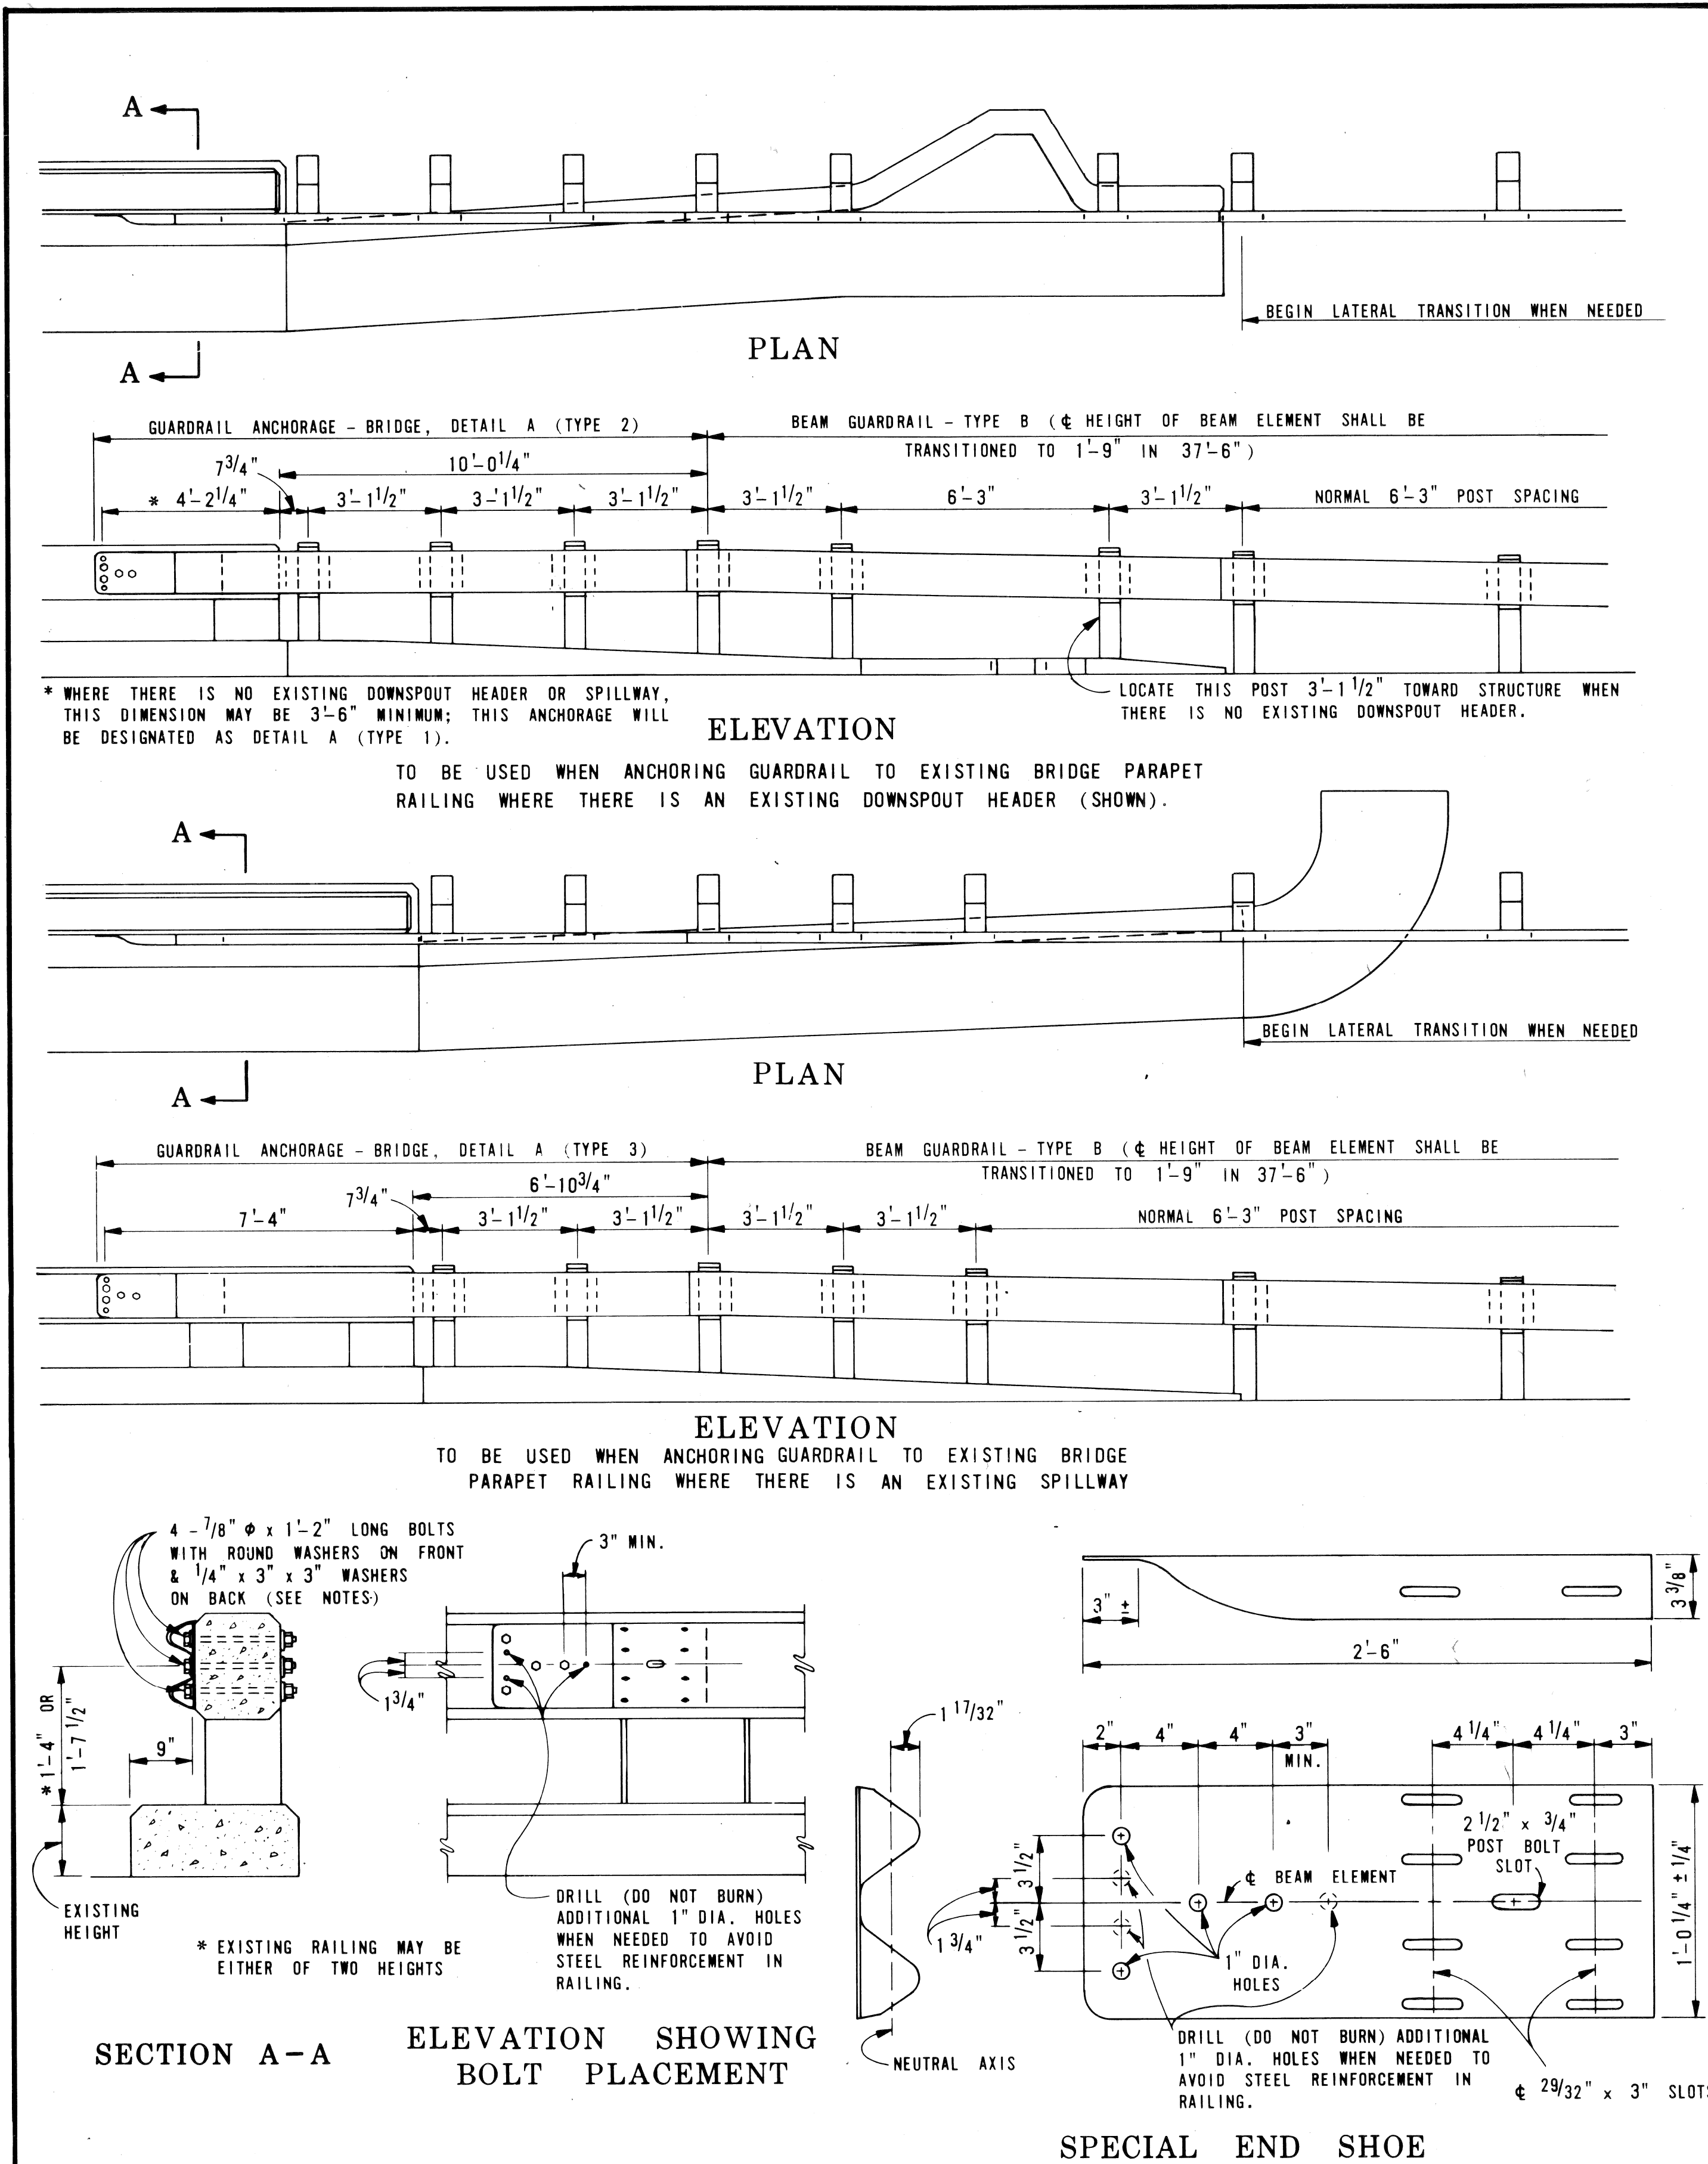 A
BEGIN LATERAL TRANSITION WHEN NEEDED
PLAN
A
GUARDRAIL ANCHORAGE - BRIDGE, DETAIL A (TYPE 2)
BEAM GUARDRAIL - TYPE B (℄ HEIGHT OF BEAM ELEMENT SHALL BE
TRANSITIONED TO 1'-9" IN 37'-6")
7 3/4"
10'-0 1/4"
* 4'-2 1/4"
3'-1 1/2"
3-'1 1/2"
3'-1 1/2"
3'-1 1/2"
6'-3"
3'-1 1/2"
NORMAL 6'-3" POST SPACING
* WHERE THERE IS NO EXISTING DOWNSPOUT HEADER OR SPILLWAY,
THIS DIMENSION MAY BE 3'-6" MINIMUM; THIS ANCHORAGE WILL
BE DESIGNATED AS DETAIL A (TYPE 1).
LOCATE THIS POST 3'-1 1/2" TOWARD STRUCTURE WHEN
THERE IS NO EXISTING DOWNSPOUT HEADER.
ELEVATION
TO BE USED WHEN ANCHORING GUARDRAIL TO EXISTING BRIDGE PARAPET
RAILING WHERE THERE IS AN EXISTING DOWNSPOUT HEADER (SHOWN).
A
BEGIN LATERAL TRANSITION WHEN NEEDED
PLAN
A
GUARDRAIL ANCHORAGE - BRIDGE, DETAIL A (TYPE 3)
BEAM GUARDRAIL - TYPE B (℄ HEIGHT OF BEAM ELEMENT SHALL BE
TRANSITIONED TO 1'-9" IN 37'-6")
7 3/4"
6'-10 3/4"
7'-4"
3'-1 1/2"
3'-1 1/2"
3'-1 1/2"
3'-1 1/2"
NORMAL 6'-3" POST SPACING
ELEVATION
TO BE USED WHEN ANCHORING GUARDRAIL TO EXISTING BRIDGE
PARAPET RAILING WHERE THERE IS AN EXISTING SPILLWAY
4 - 7/8" φ x 1'-2" LONG BOLTS
WITH ROUND WASHERS ON FRONT
& 1/4" x 3" x 3" WASHERS
ON BACK (SEE NOTES)
*1'-4" OR
1'-7 1/2"
9"
EXISTING
HEIGHT
* EXISTING RAILING MAY BE
EITHER OF TWO HEIGHTS
SECTION A-A
3" MIN.
1 3/4"
DRILL (DO NOT BURN)
ADDITIONAL 1" DIA. HOLES
WHEN NEEDED TO AVOID
STEEL REINFORCEMENT IN
RAILING.
ELEVATION SHOWING
BOLT PLACEMENT
3" ±
3 3/8"
2'-6"
1 17/32"
NEUTRAL AXIS
2"
4"
4"
3"
MIN.
4 1/4"
4 1/4"
3"
2 1/2" x 3/4"
POST BOLT
SLOT
℄ BEAM ELEMENT
3 1/2"
3 1/2"
1 3/4"
1" DIA.
HOLES
1'-0 1/4" ± 1/4"
DRILL (DO NOT BURN) ADDITIONAL
1" DIA. HOLES WHEN NEEDED TO
AVOID STEEL REINFORCEMENT IN
RAILING.
℄ 29/32" x 3" SLOTS
SPECIAL END SHOE